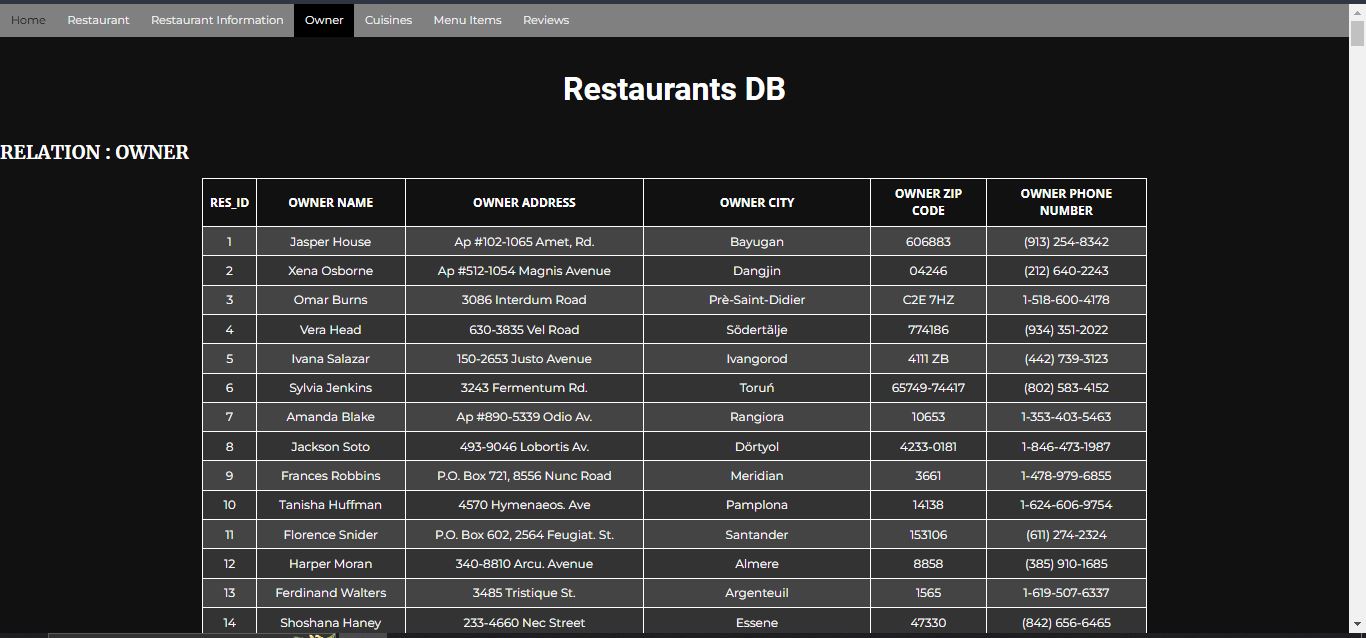 Home Restaurant Restaurant Information Owner Cuisines Menu Items Reviews
Restaurants DB
RELATION : OWNER
RES_ID OWNER NAME OWNER ADDRESS OWNER CITY OWNER ZIP CODE OWNER PHONE NUMBER
1 Jasper House Ap #102-1065 Amet, Rd. Bayugan 606883 (913) 254-8342
2 Xena Osborne Ap #512-1054 Magnis Avenue Dangjin 04246 (212) 640-2243
3 Omar Burns 3086 Interdum Road Prè-Saint-Didier C2E 7HZ 1-518-600-4178
4 Vera Head 630-3835 Vel Road Södertälje 774186 (934) 351-2022
5 Ivana Salazar 150-2653 Justo Avenue Ivangorod 4111 ZB (442) 739-3123
6 Sylvia Jenkins 3243 Fermentum Rd. Toruń 65749-74417 (802) 583-4152
7 Amanda Blake Ap #890-5339 Odio Av. Rangiora 10653 1-353-403-5463
8 Jackson Soto 493-9046 Lobortis Av. Dörtyol 4233-0181 1-846-473-1987
9 Frances Robbins P.O. Box 721, 8556 Nunc Road Meridian 3661 1-478-979-6855
10 Tanisha Huffman 4570 Hymenaeos. Ave Pamplona 14138 1-624-606-9754
11 Florence Snider P.O. Box 602, 2564 Feugiat. St. Santander 153106 (611) 274-2324
12 Harper Moran 340-8810 Arcu. Avenue Almere 8858 (385) 910-1685
13 Ferdinand Walters 3485 Tristique St. Argenteuil 1565 1-619-507-6337
14 Shoshana Haney 233-4660 Nec Street Essene 47330 (842) 656-6465